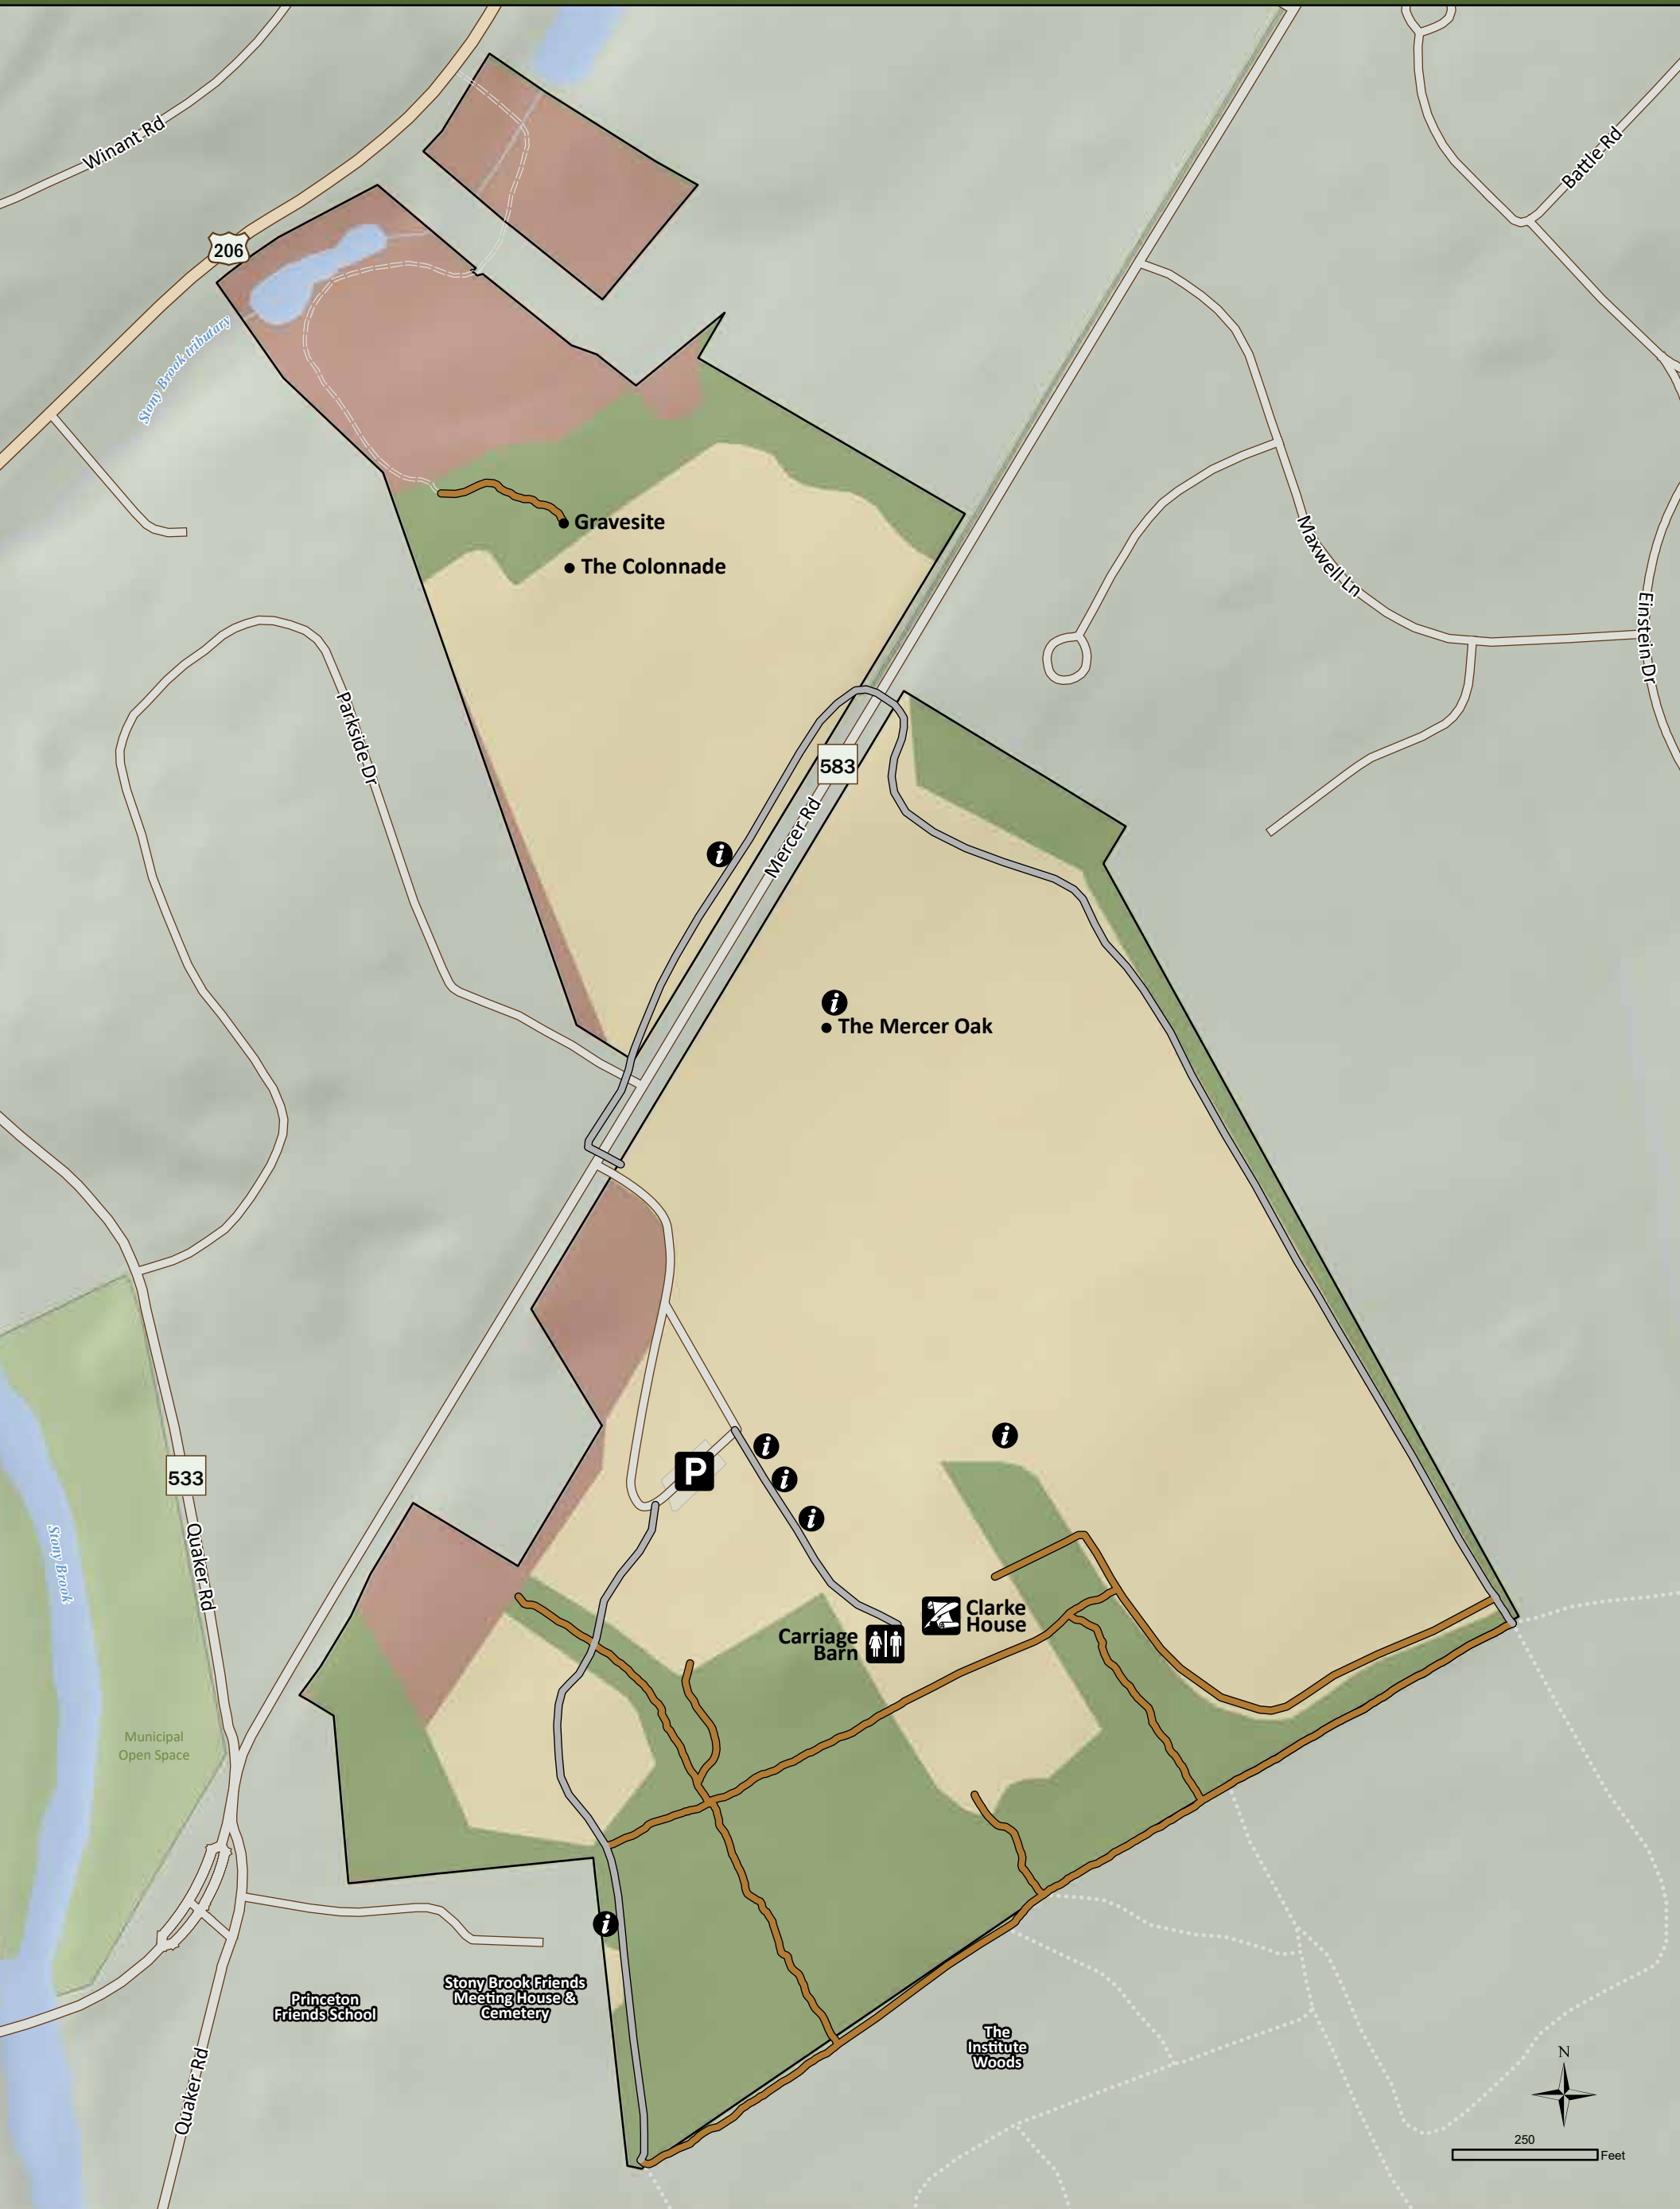 Winant Rd
Battle Rd
206
Stony Brook tributary
Gravesite
The Colonnade
Maxwell Ln
Einstein Dr
Parkside Dr
583
Mercer Rd
i
i
The Mercer Oak
i
i
P
i
533
i
Stony Brook
Quaker Rd
Clarke
House
Carriage
Barn
Municipal
Open Space
i
Stony Brook Friends
Meeting House &
Cemetery
Princeton
Friends School
The
Institute
Woods
Quaker Rd
N
250
Feet